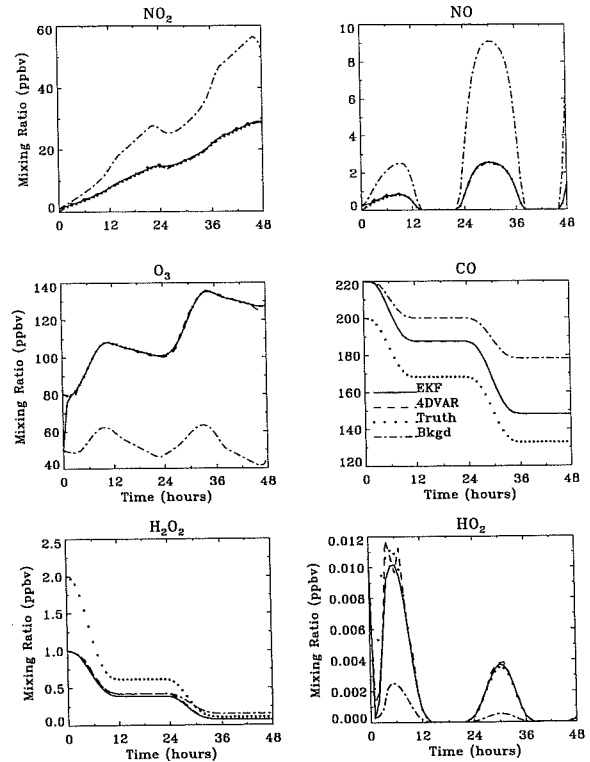 NO₂
Mixing Ratio (ppbv)
60
40
20
0
0 12 24 36 48
NO
10
8
6
4
2
0
0 12 24 36 48
O₃
Mixing Ratio (ppbv)
140
120
100
80
60
40
0 12 24 36 48
Time (hours)
CO
220
200
180
160
140
120
EKF
4DVAR
Truth
Bkgd
0 12 24 36 48
Time (hours)
H₂O₂
Mixing Ratio (ppbv)
2.5
2.0
1.5
1.0
0.5
0.0
0 12 24 36 48
Time (hours)
HO₂
Mixing Ratio (ppbv)
0.012
0.010
0.008
0.006
0.004
0.002
0.000
0 12 24 36 48
Time (hours)